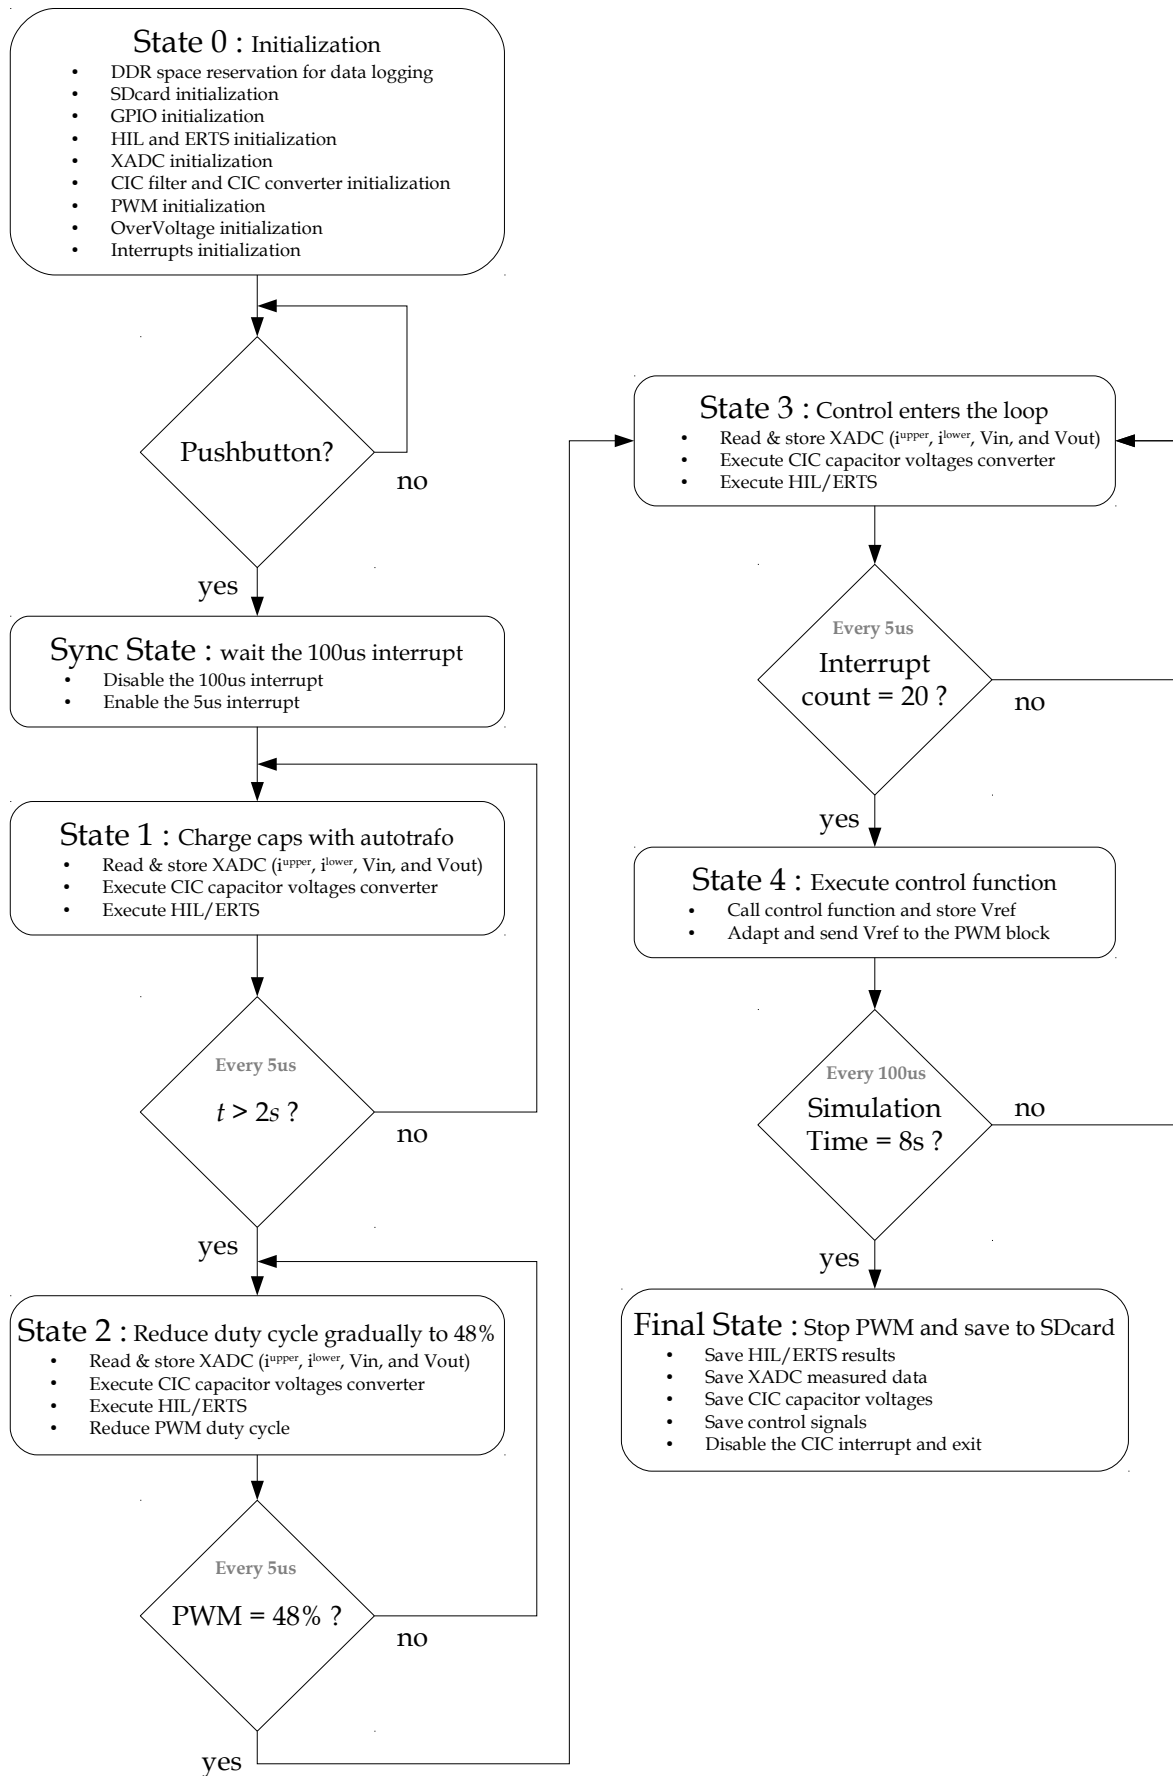 State 0 : Initialization
• DDR space reservation for data logging
• SDcard initialization
• GPIO initialization
• HIL and ERTS initialization
• XADC initialization
• CIC filter and CIC converter initialization
• PWM initialization
• OverVoltage initialization
• Interrupts initialization
Pushbutton?
no
yes
Sync State : wait the 100us interrupt
• Disable the 100us interrupt
• Enable the 5us interrupt
State 1 : Charge caps with autotrafo
• Read & store XADC (i^upper, i^lower, Vin, and Vout)
• Execute CIC capacitor voltages converter
• Execute HIL/ERTS
Every 5us
t > 2s ?
no
yes
State 2 : Reduce duty cycle gradually to 48%
• Read & store XADC (i^upper, i^lower, Vin, and Vout)
• Execute CIC capacitor voltages converter
• Execute HIL/ERTS
• Reduce PWM duty cycle
Every 5us
PWM = 48% ?
no
yes
State 3 : Control enters the loop
• Read & store XADC (i^upper, i^lower, Vin, and Vout)
• Execute CIC capacitor voltages converter
• Execute HIL/ERTS
Every 5us
Interrupt
count = 20 ?
no
yes
State 4 : Execute control function
• Call control function and store Vref
• Adapt and send Vref to the PWM block
Every 100us
Simulation
Time = 8s ?
no
yes
Final State : Stop PWM and save to SDcard
• Save HIL/ERTS results
• Save XADC measured data
• Save CIC capacitor voltages
• Save control signals
• Disable the CIC interrupt and exit